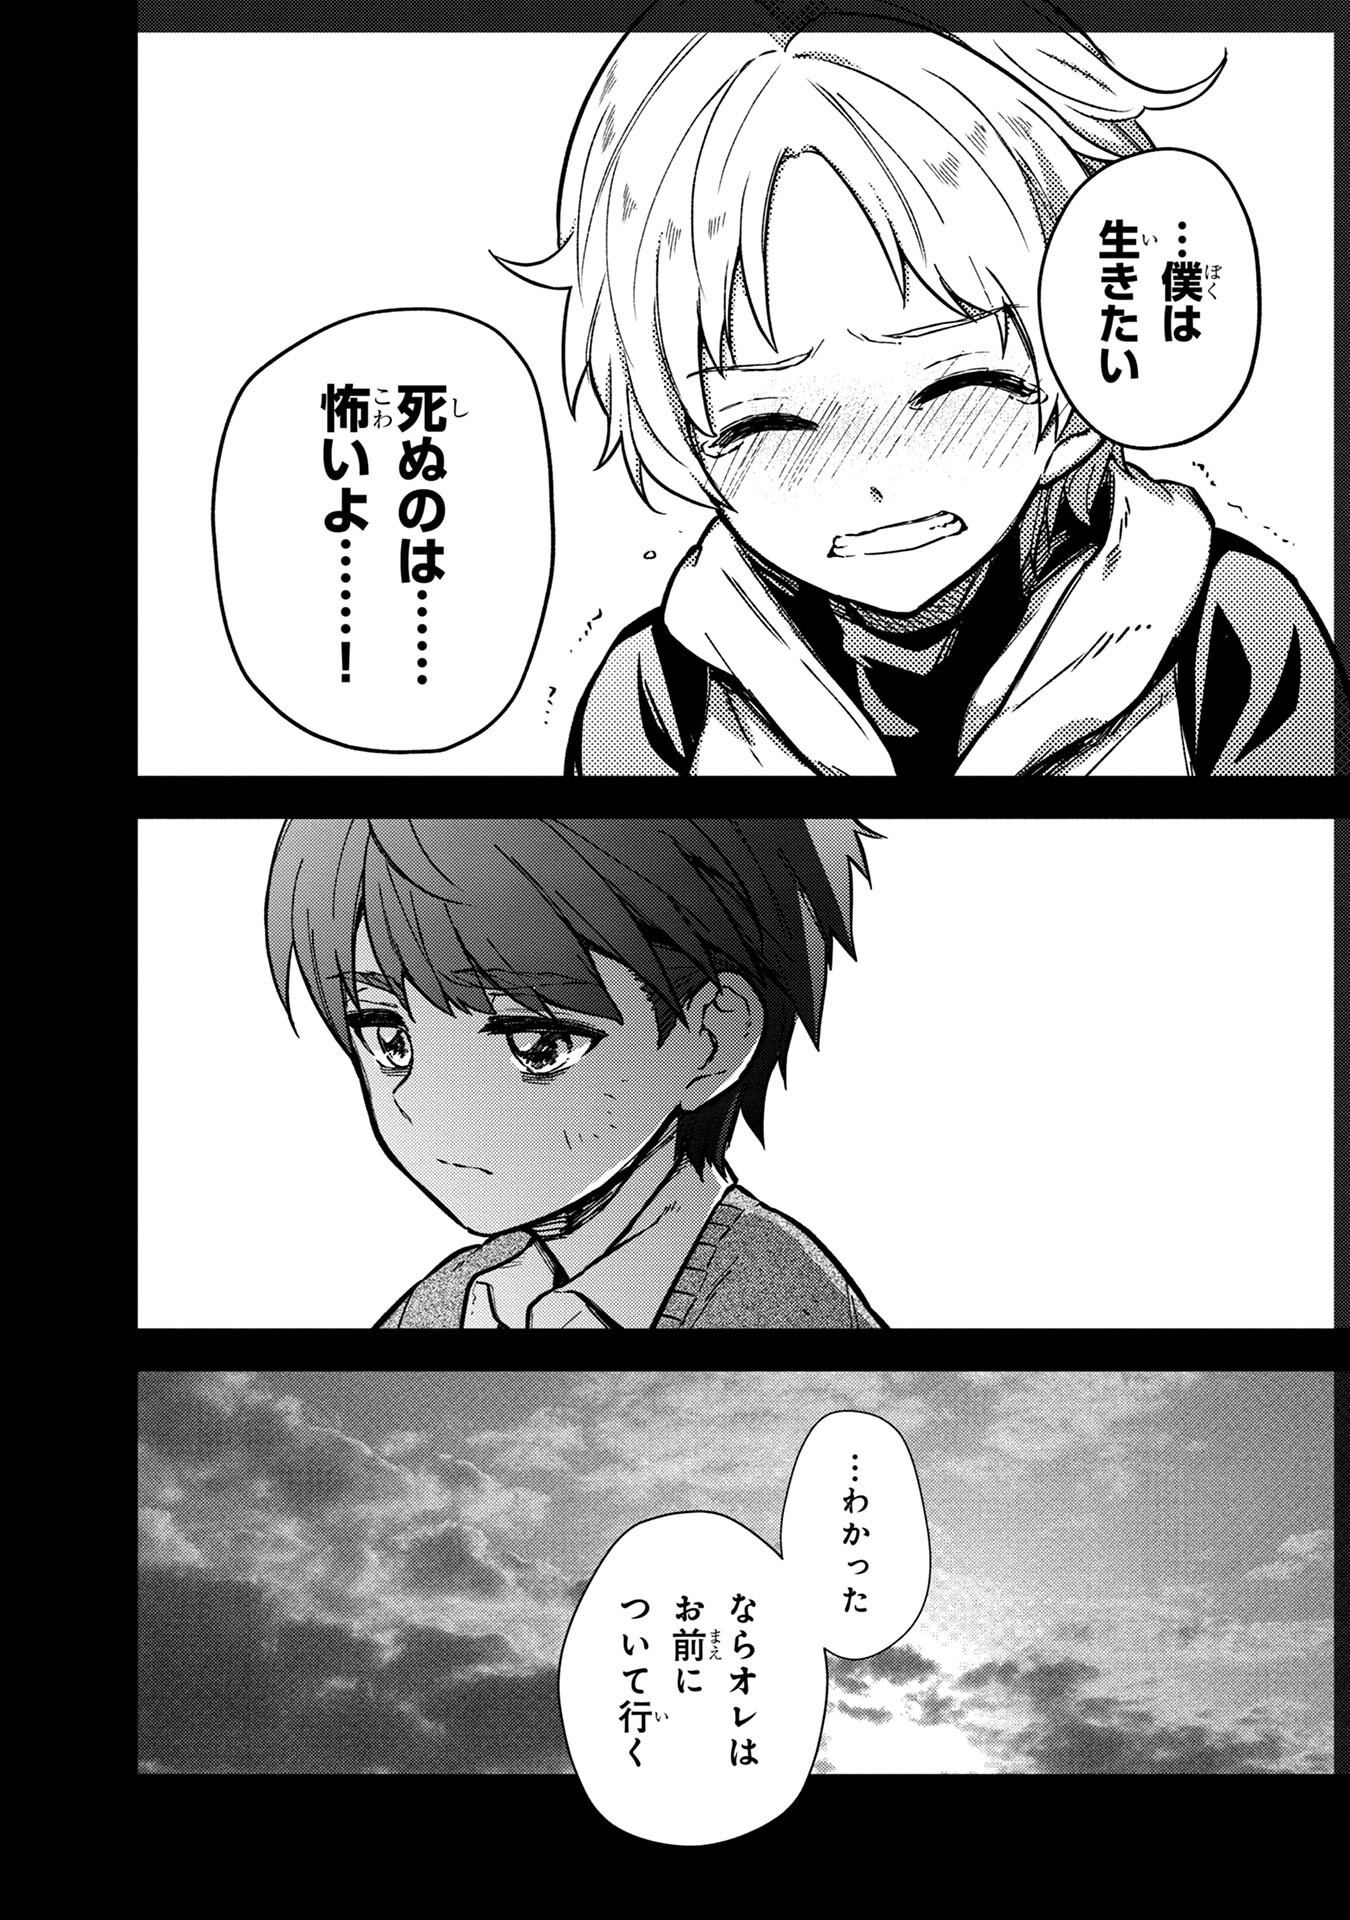 …僕は
生きたい
死ぬのは……
怖いよ………！
…わかった
ならオレは
お前に
ついて行く